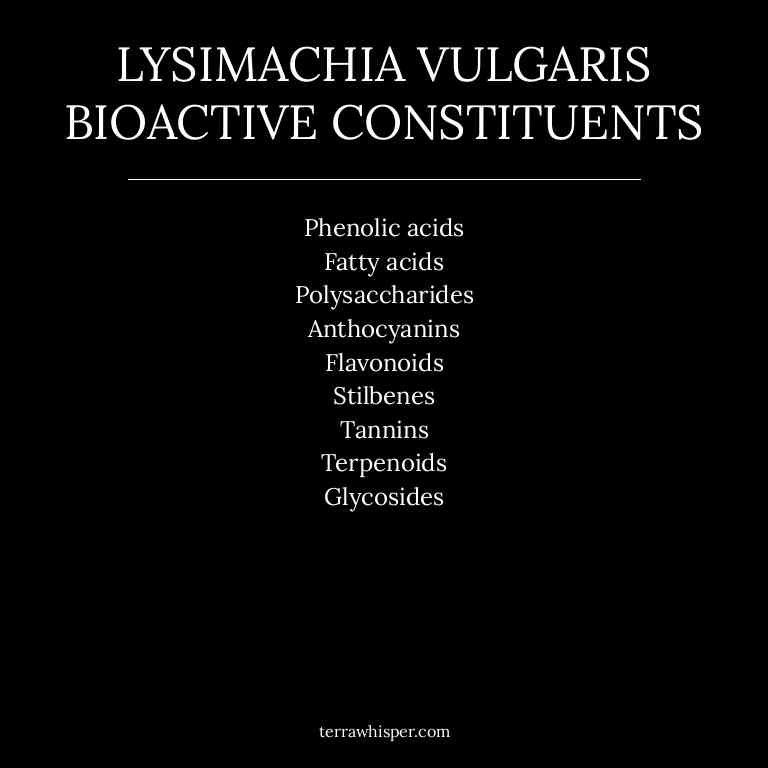 LYSIMACHIA VULGARIS
BIOACTIVE CONSTITUENTS
Phenolic acids
Fatty acids
Polysaccharides
Anthocyanins
Flavonoids
Stilbenes
Tannins
Terpenoids
Glycosides
terrawhisper.com